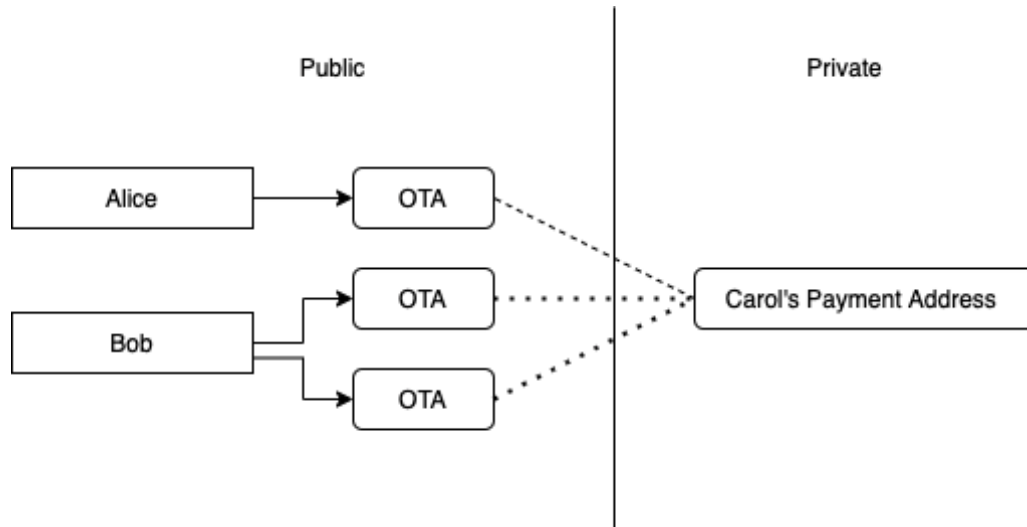 Public
Private
Alice
OTA
OTA
Carol's Payment Address
Bob
OTA